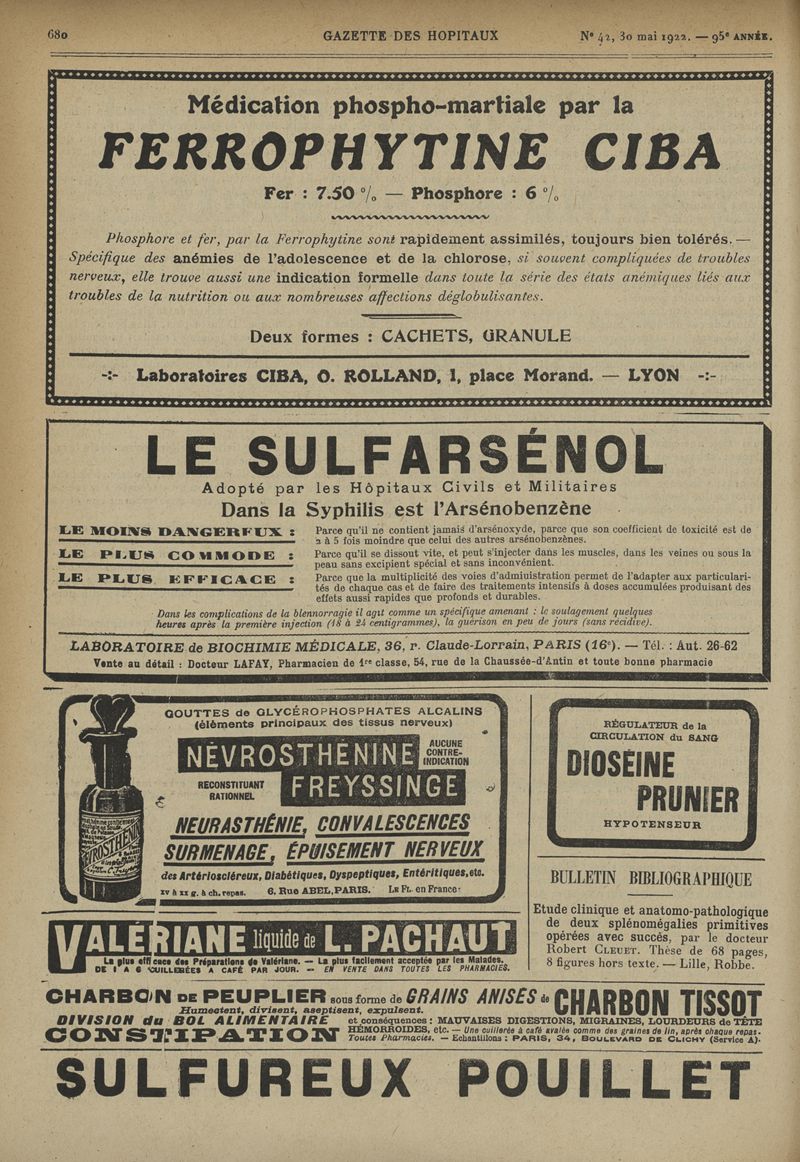 680
GAZETTE DES HOPITAUX
N° 42, 30 mai 1922. — 95e ANNÉE.
Médication phospho-martiale par la
FERROPHYTINE CIBA
Fer : 7.50 % — Phosphore : 6 %
Phosphore et fer, par la Ferrophytine sont rapidement assimilés, toujours bien tolérés. —
Spécifique des anémies de l'adolescence et de la chlorose, si souvent compliquées de troubles
nerveux, elle trouve aussi une indication formelle dans toute la série des états anémiques liés aux
troubles de la nutrition ou aux nombreuses affections déglobulisantes.
Deux formes : CACHETS, GRANULE
-:- Laboratoires CIBA, O. ROLLAND, 1, place Morand. — LYON -:-
LE SULFARSÉNOL
Adopté par les Hôpitaux Civils et Militaires
Dans la Syphilis est l'Arsénobenzène
LE MOINS DANGEREUX : Parce qu'il ne contient jamais d'arsénoxyde, parce que son coefficient de toxicité est de
2 à 5 fois moindre que celui des autres arsénobenzènes.
LE PLUS COMMODE : Parce qu'il se dissout vite, et peut s'injecter dans les muscles, dans les veines ou sous la
peau sans excipient spécial et sans inconvénient.
LE PLUS EFFICACE : Parce que la multiplicité des voies d'admiuistration permet de l'adapter aux particulari-
tés de chaque cas et de faire des traitements intensifs à doses accumulées produisant des
effets aussi rapides que profonds et durables.
Dans les complications de la blennorragie il agit comme un spécifique amenant : le soulagement quelques
heures après la première injection (18 à 24 centigrammes), la guérison en peu de jours (sans récidive).
LABORATOIRE de BIOCHIMIE MÉDICALE, 36, r. Claude-Lorrain, PARIS (16e). — Tél. : Aut. 26-62
Vente au détail : Docteur LAFAY, Pharmacien de 1re classe, 54, rue de la Chaussée-d'Antin et toute bonne pharmacie
GOUTTES de GLYCÉROPHOSPHATES ALCALINS
(éléments principaux des tissus nerveux)
NÉVROSTHÉNINE
AUCUNE
CONTRE-
INDICATION
RECONSTITUANT
RATIONNEL
FREYSSINGE
NEURASTHÉNIE, CONVALESCENCES
SURMENAGE, ÉPUISEMENT NERVEUX
des Artérioscléreux, Diabétiques, Dyspeptiques, Entéritiques, etc.
XV à XX g. à ch. repas. 6, Rue ABEL, PARIS. LE FL. en France:
NÉVROSTHÉNINE
RÉGULATEUR de la
CIRCULATION du SANG
DIOSÉINE
PRUNIER
HYPOTENSEUR
BULLETIN BIBLIOGRAPHIQUE
Etude clinique et anatomo-pathologique
de deux splénomégalies primitives
opérées avec succés, par le docteur
Robert CLEUET. Thèse de 68 pages,
8 figures hors texte. — Lille, Robbe.
VALÉRIANE liquide de L. PACHAUT
La plus efficace des Préparations de Valériane. — La plus facilement acceptée par les Malades.
DE 1 A 6 CUILLERÉES A CAFÉ PAR JOUR. — EN VENTE DANS TOUTES LES PHARMACIES.
CHARBON DE PEUPLIER sous forme de GRAINS ANISÉS de CHARBON TISSOT
Humectent, divisent, aseptisent, expulsent.
DIVISION du BOL ALIMENTAIRE et conséquences : MAUVAISES DIGESTIONS, MIGRAINES, LOURDEURS de TÊTE
CONSTIPATION HÉMORROIDES, etc. — Une cuillerée à café avalée comme des graines de lin, après chaque repas.
Toutes Pharmacies. — Echantillons : PARIS, 34, BOULEVARD DE CLICHY (Service A).
SULFUREUX POUILLET